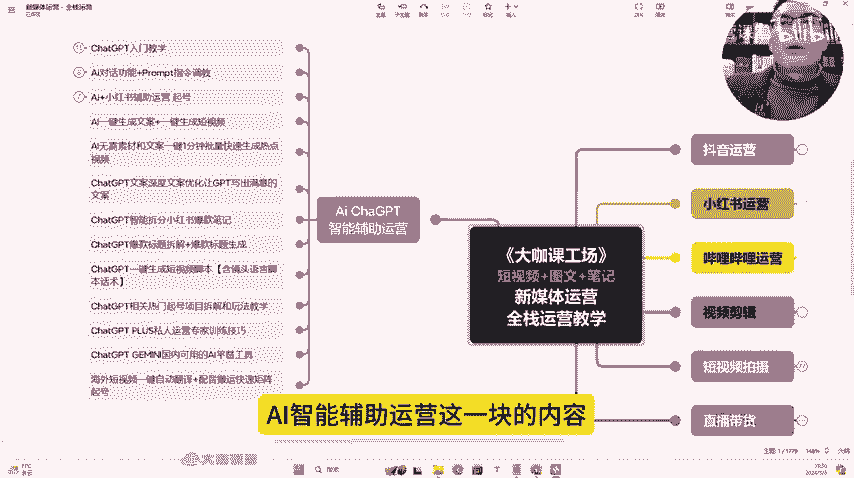 新媒体运营 - 全栈运营
ChatGPT入门教学
Ai对话功能+Prompt指令调教
Ai+小红书辅助运营 起号
AI一键生成文案+一键生成短视频
AI无需素材和文案一键1分钟批量快速生成热点
视频
ChatGPT文案深度文案优化让GPT写出满意的
文案
ChatGPT智能拆分小红书爆款笔记
ChatGPT爆款标题拆解+爆款标题生成
ChatGPT一键生成短视频脚本【含镜头语言剧
本话术】
ChatGPT相关热门起号项目拆解和玩法教学
ChatGPT PLUS私人运营专家训练技巧
ChatGPT GEMINI国内可用的AI平替工具
海外短视频一键自动翻译+配音搬运快速矩阵
起号
Ai ChaGPT
智能辅助运营
《大咖课工场》
短视频+图文+笔记
新媒体运营
全栈运营教学
抖音运营
小红书运营
哔哩哔哩运营
视频剪辑
短视频拍摄
直播带货
AI智能辅助运营这一块的内容